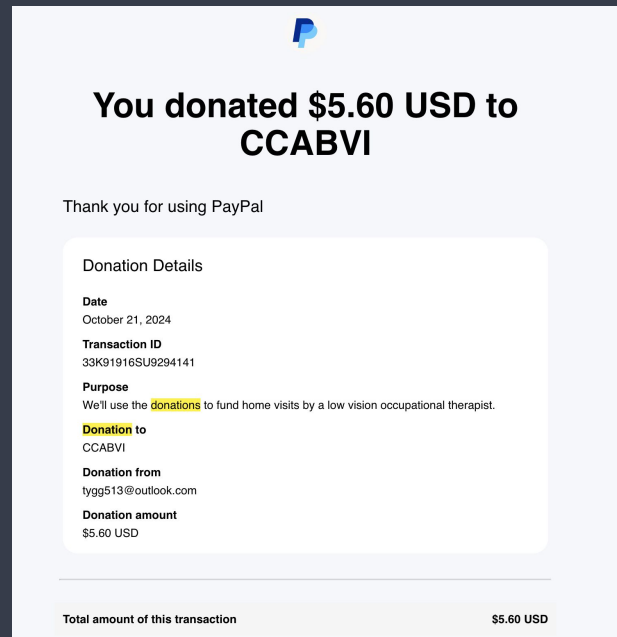 You donated $5.60 USD to
CCABVI
Thank you for using PayPal
Donation Details
Date
October 21, 2024
Transaction ID
33K91916SU9294141
Purpose
We'll use the donations to fund home visits by a low vision occupational therapist.
Donation to
CCABVI
Donation from
tygg513@outlook.com
Donation amount
$5.60 USD
Total amount of this transaction $5.60 USD